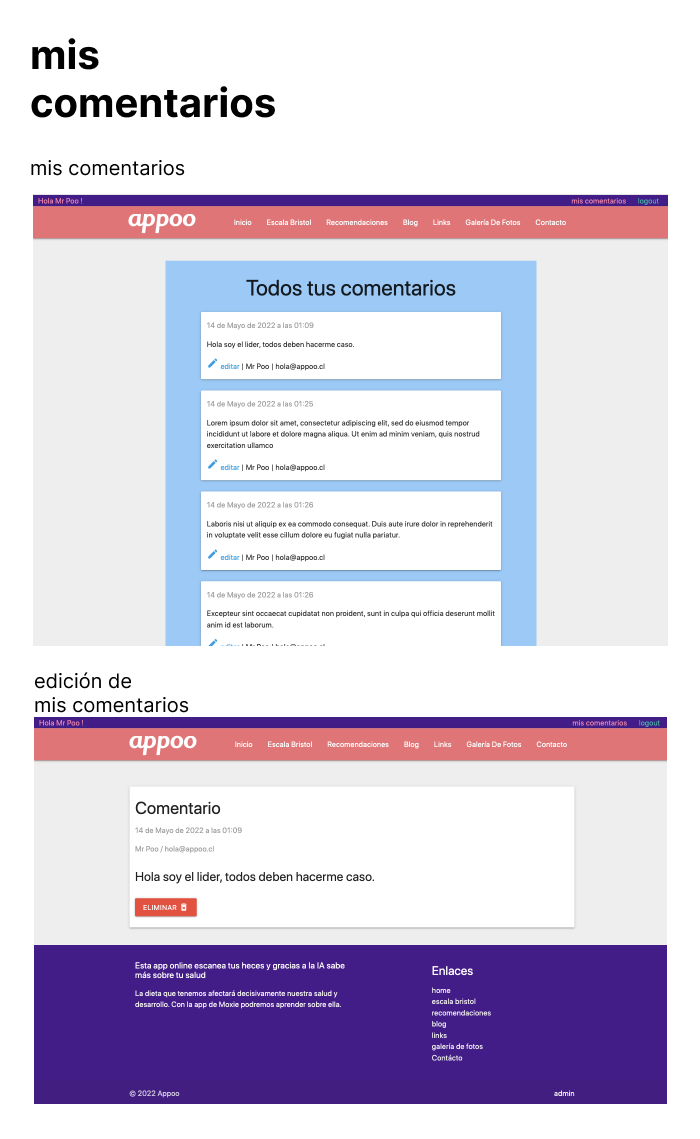 mis
comentarios
mis comentarios
Hola Mr Poo !
mis comentarios logout
appoo Inicio Escala Bristol Recomendaciones Blog Links Galería De Fotos Contacto
Todos tus comentarios
14 de Mayo de 2022 a las 01:09
Hola soy el lider, todos deben hacerme caso.
editar | Mr Poo | hola@appoo.cl
14 de Mayo de 2022 a las 01:25
Lorem ipsum dolor sit amet, consectetur adipiscing elit, sed do eiusmod tempor
incididunt ut labore et dolore magna aliqua. Ut enim ad minim veniam, quis nostrud
exercitation ullamco
editar | Mr Poo | hola@appoo.cl
14 de Mayo de 2022 a las 01:26
Laboris nisi ut aliquip ex ea commodo consequat. Duis aute irure dolor in reprehenderit
in voluptate velit esse cillum dolore eu fugiat nulla pariatur.
editar | Mr Poo | hola@appoo.cl
14 de Mayo de 2022 a las 01:26
Excepteur sint occaecat cupidatat non proident, sunt in culpa qui officia deserunt mollit
anim id est laborum.
editar | Mr Poo | hola@appoo.cl
edición de
mis comentarios
Hola Mr Poo !
mis comentarios logout
appoo Inicio Escala Bristol Recomendaciones Blog Links Galería De Fotos Contacto
Comentario
14 de Mayo de 2022 a las 01:09
Mr Poo / hola@appoo.cl
Hola soy el lider, todos deben hacerme caso.
ELIMINAR
Esta app online escanea tus heces y gracias a la IA sabe
más sobre tu salud
La dieta que tenemos afectará decisivamente nuestra salud y
desarrollo. Con la app de Moxie podremos aprender sobre ella.
Enlaces
home
escala bristol
recomendaciones
blog
links
galería de fotos
Contácto
© 2022 Appoo
admin